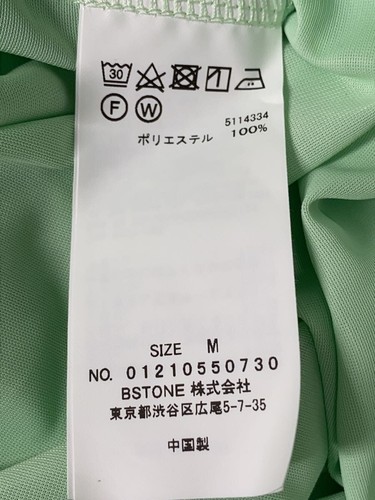 30
F W
5114334
ポリエステル 100%
SIZE M
NO. 01210550730
BSTONE 株式会社
東京都渋谷区広尾5-7-35
中国製